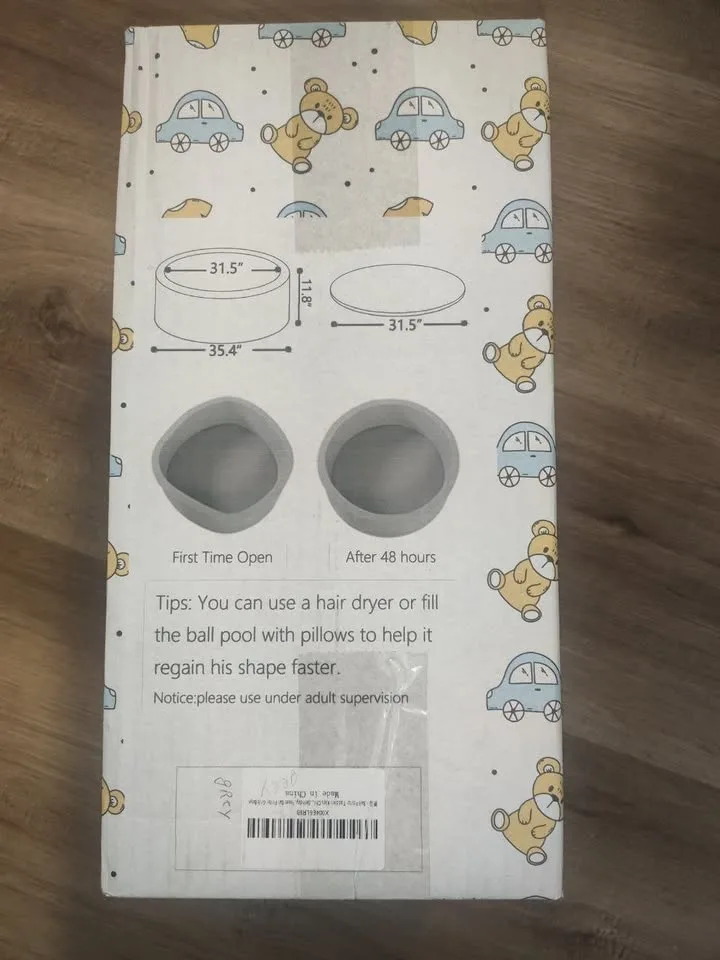 31.5"
11.8"
35.4"
31.5"
First Time Open
After 48 hours
Tips: You can use a hair dryer or fill
the ball pool with pillows to help it
regain his shape faster.
Notice:please use under adult supervision
grey
grey
Made in China